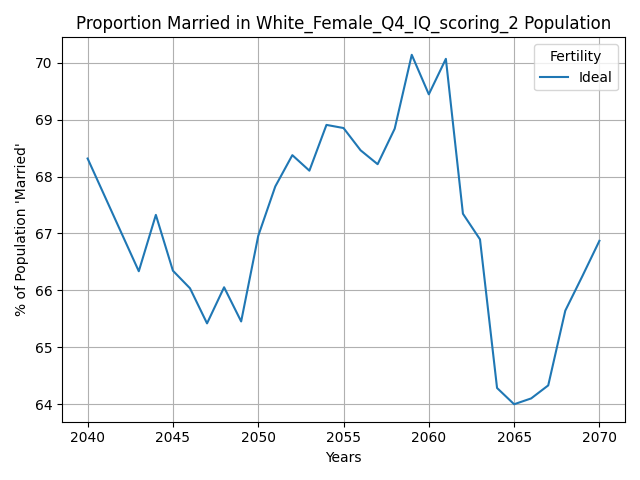 Proportion Married in White_Female_Q4_IQ_scoring_2 Population
Fertility
Ideal
% of Population 'Married'
70
69
68
67
66
65
64
2040 2045 2050 2055 2060 2065 2070
Years